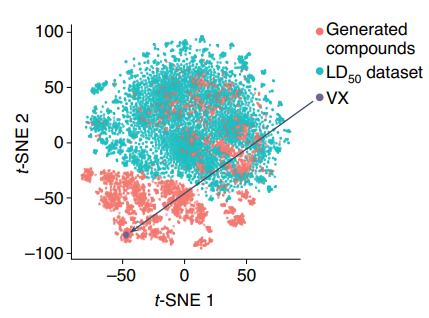 100
50
0
−50
−100
t-SNE 2
−50
0
50
t-SNE 1
Generated
compounds
LD50 dataset
VX